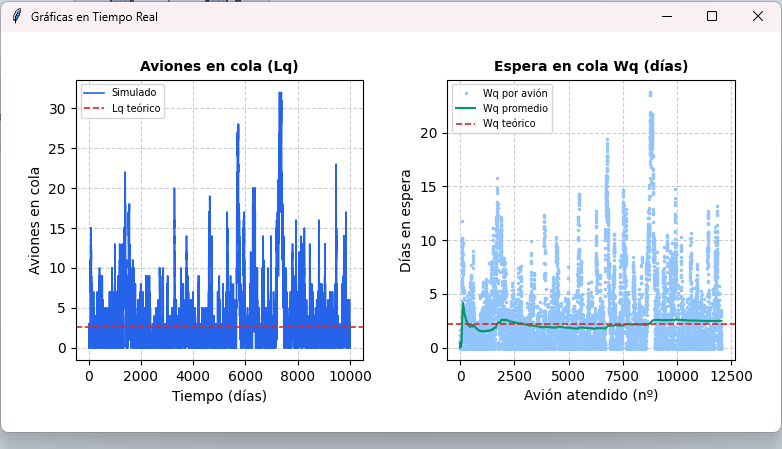 Gráficas en Tiempo Real
Aviones en cola (Lq)
Simulado
Lq teórico
Aviones en cola
30
25
20
15
10
5
0
0 2000 4000 6000 8000 10000
Tiempo (días)
Espera en cola Wq (días)
Wq por avión
Wq promedio
Wq teórico
Días en espera
20
15
10
5
0
0 2500 5000 7500 10000 12500
Avión atendido (nº)